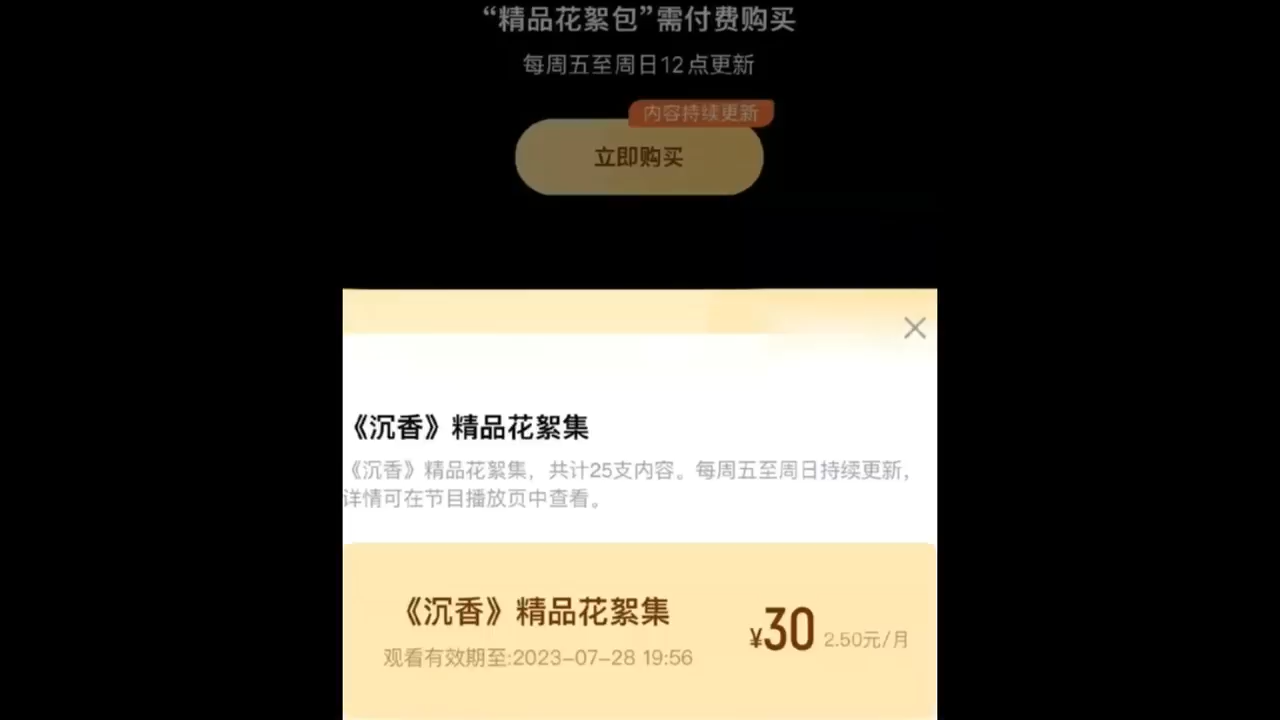 “精品花絮包”需付费购买
每周五至周日12点更新
内容持续更新
立即购买
《沉香》精品花絮集
《沉香》精品花絮集，共计25支内容。每周五至周日持续更新，
详情可在节目播放页中查看。
《沉香》精品花絮集
¥30 2.50元/月
观看有效期至:2023-07-28 19:56